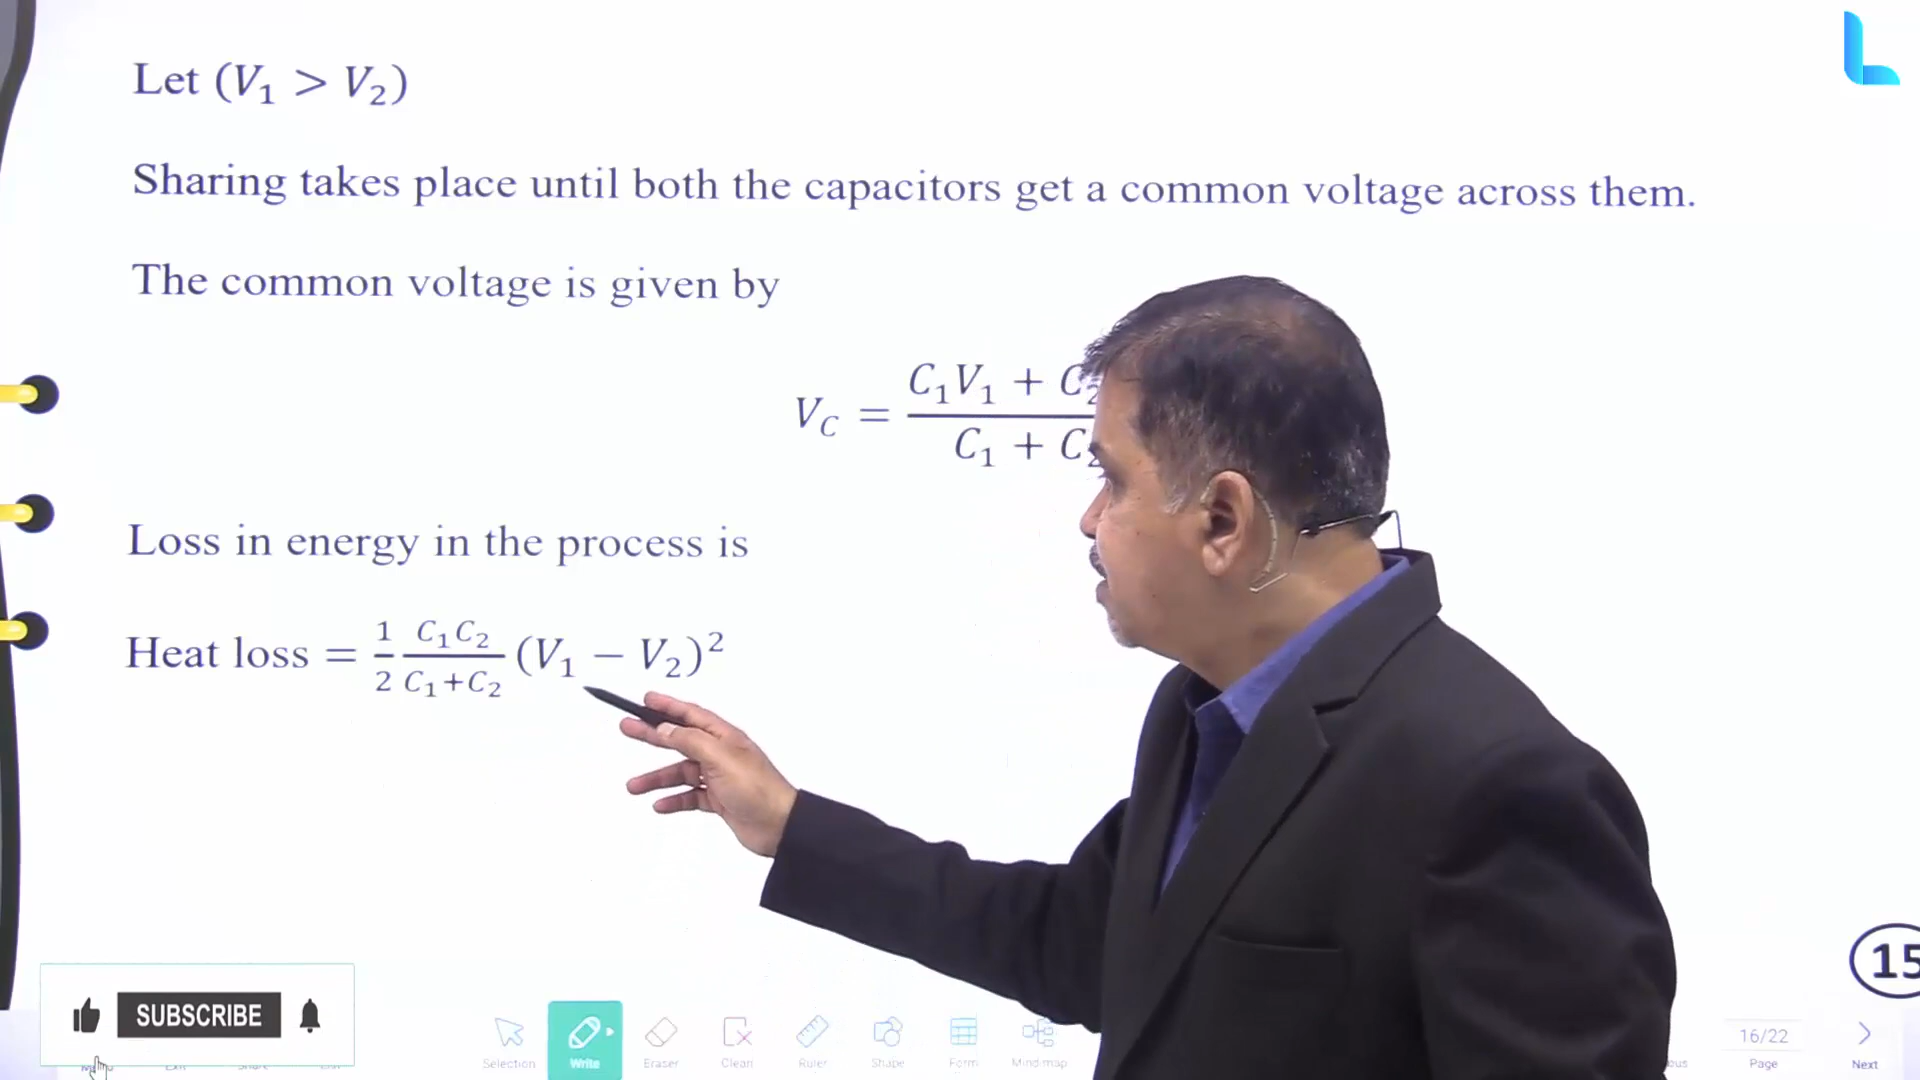 Let (V₁ > V₂)
Sharing takes place until both the capacitors get a common voltage across them.
The common voltage is given by
V_C = (C₁V₁ + C₂) / (C₁ + C₂)
Loss in energy in the process is
Heat loss = 1/2 C₁C₂/(C₁+C₂) (V₁ − V₂)²
15
SUBSCRIBE
Selection Write Eraser Clean Ruler Shape Form Mind-map
16/22
Page Next